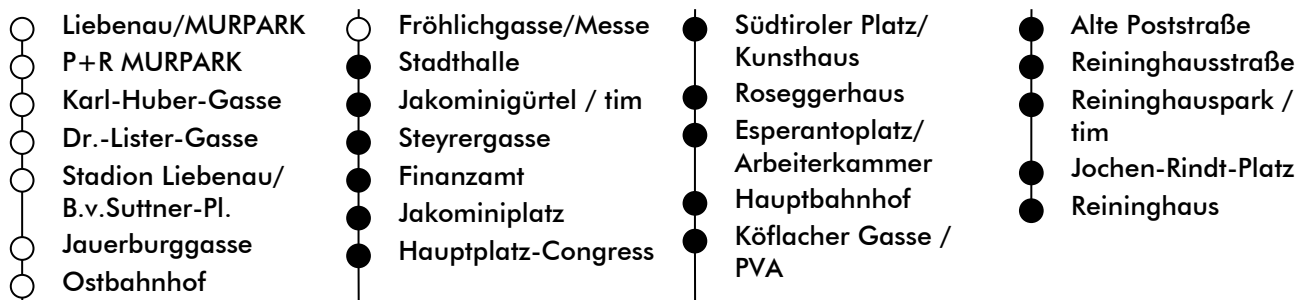 Liebenau/MURPARK
P+R MURPARK
Karl-Huber-Gasse
Dr.-Lister-Gasse
Stadion Liebenau/
B.v.Suttner-Pl.
Jauerburggasse
Ostbahnhof
Fröhlichgasse/Messe
Stadthalle
Jakominigürtel / tim
Steyrergasse
Finanzamt
Jakominiplatz
Hauptplatz-Congress
Südtiroler Platz/
Kunsthaus
Roseggerhaus
Esperantoplatz/
Arbeiterkammer
Hauptbahnhof
Köflacher Gasse /
PVA
Alte Poststraße
Reininghausstraße
Reininghauspark /
tim
Jochen-Rindt-Platz
Reininghaus